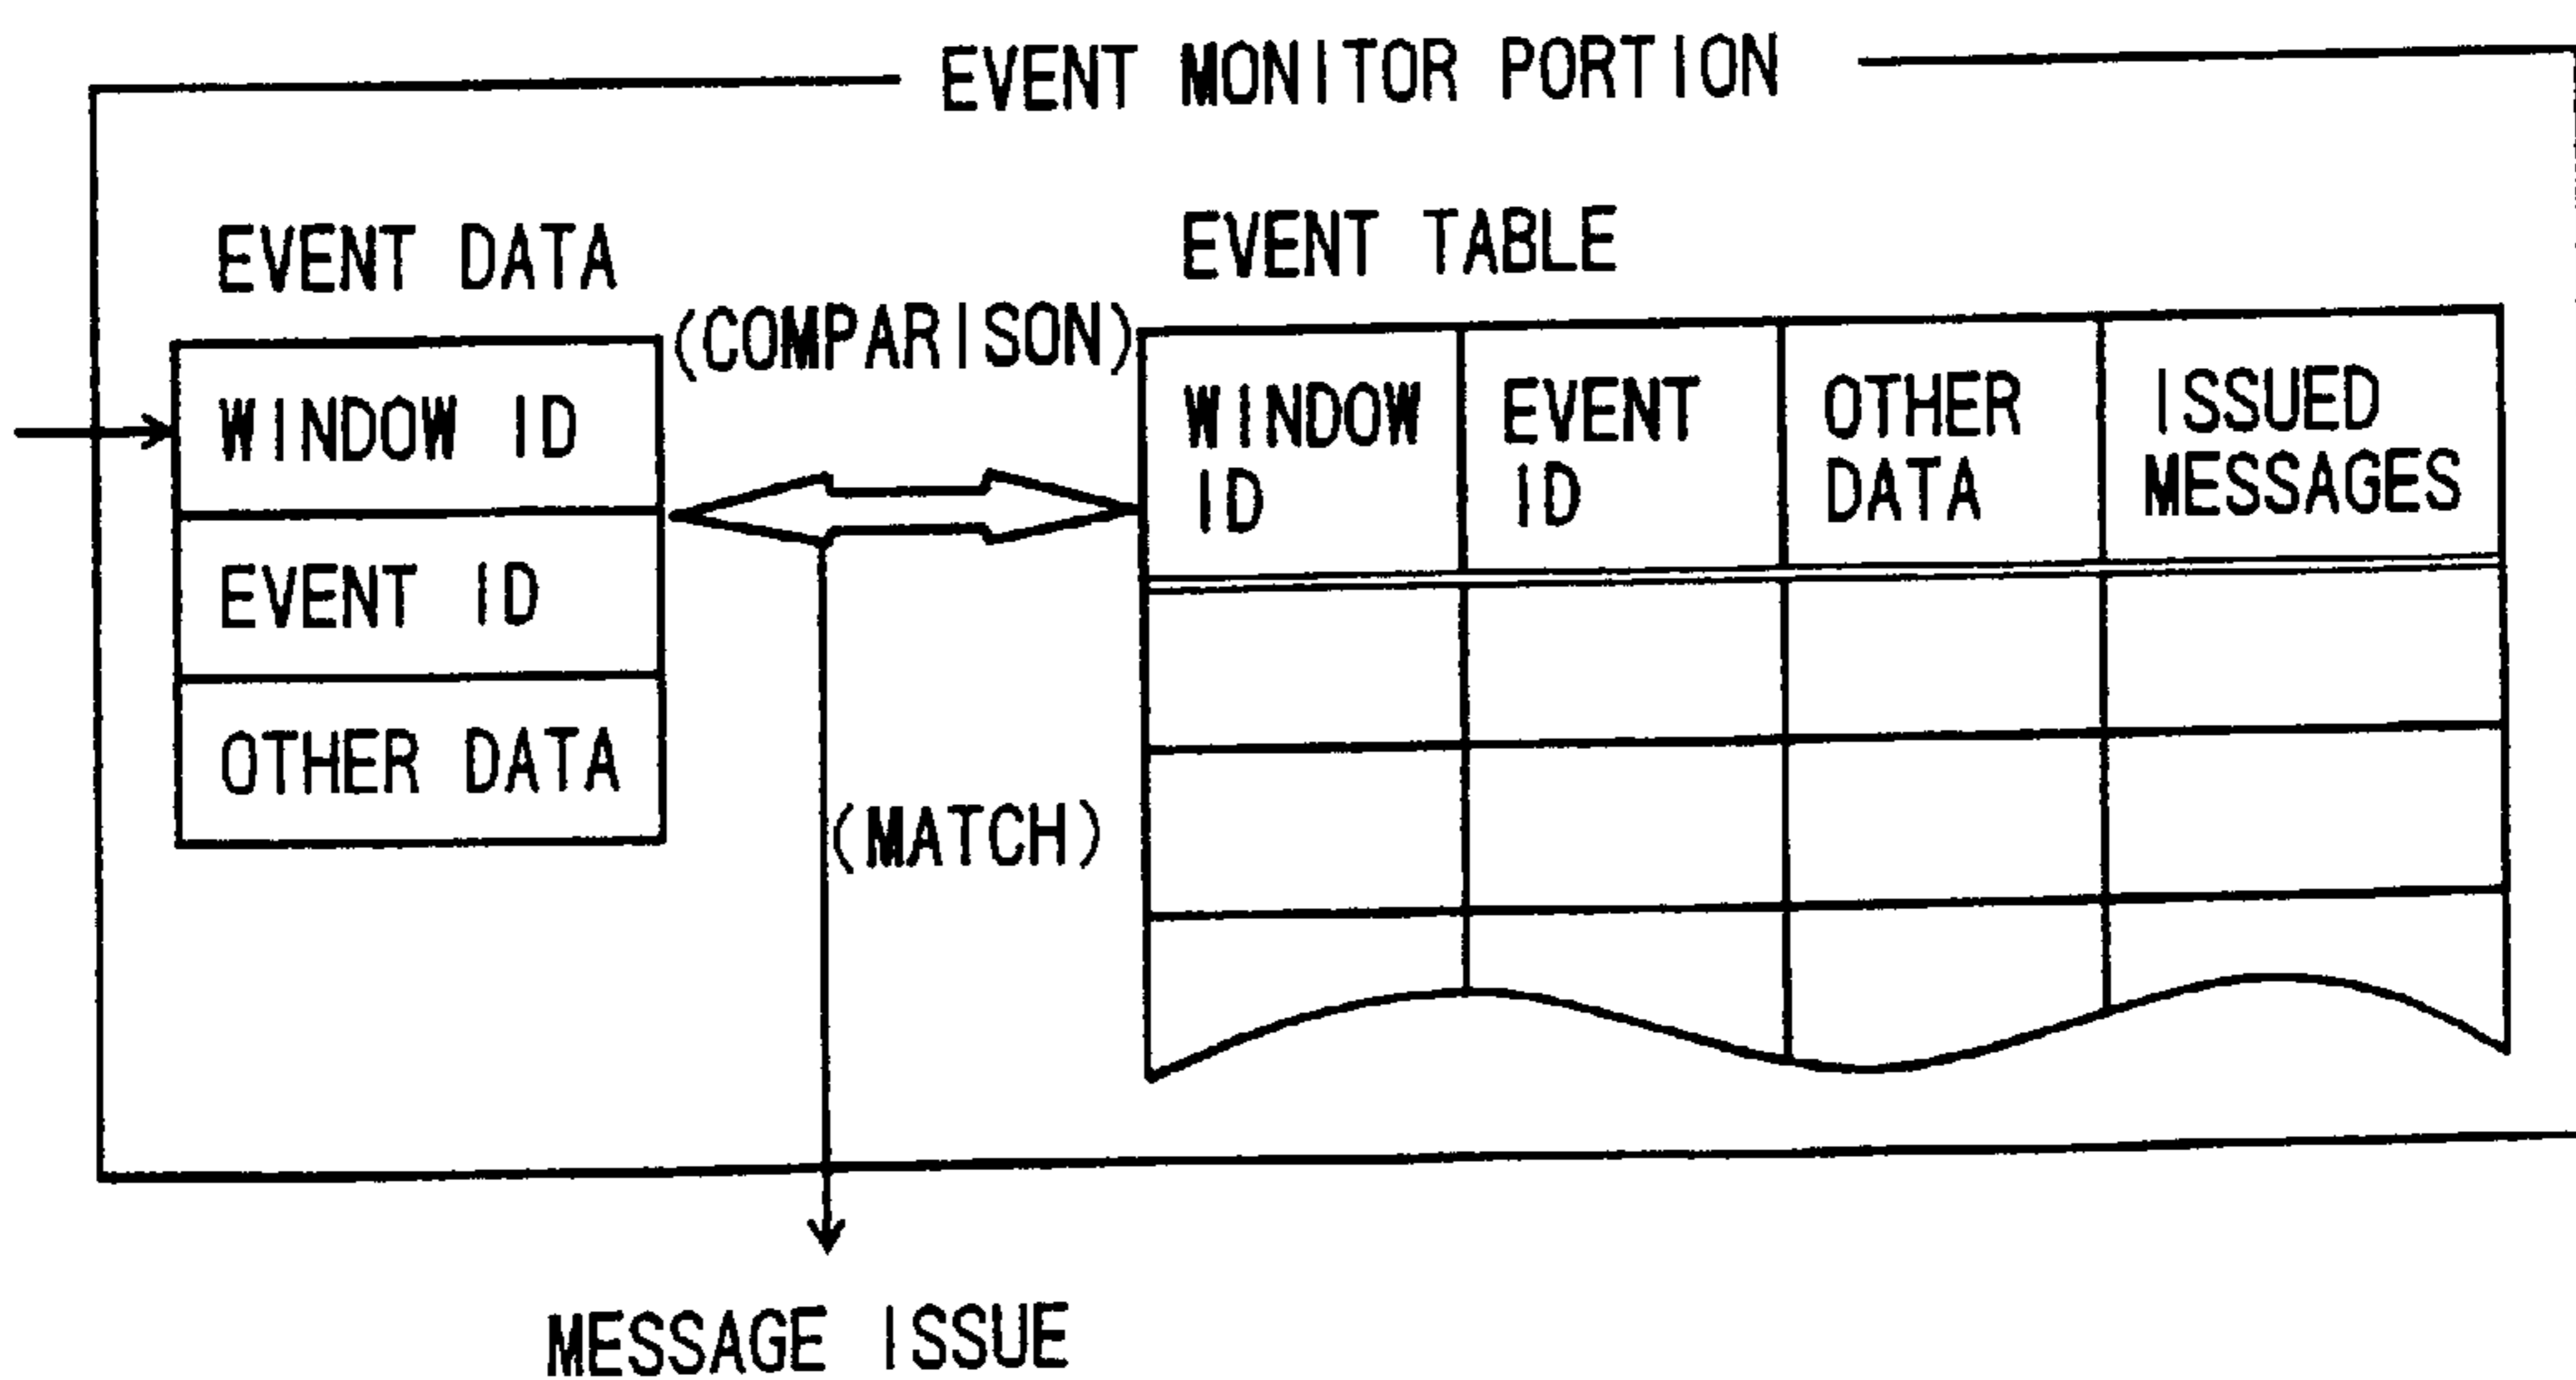 EVENT MONITOR PORTION
EVENT DATA
EVENT TABLE
(COMPARISON)
WINDOW ID
EVENT ID
OTHER DATA
WINDOW
ID
EVENT
ID
OTHER
DATA
ISSUED
MESSAGES
(MATCH)
MESSAGE ISSUE